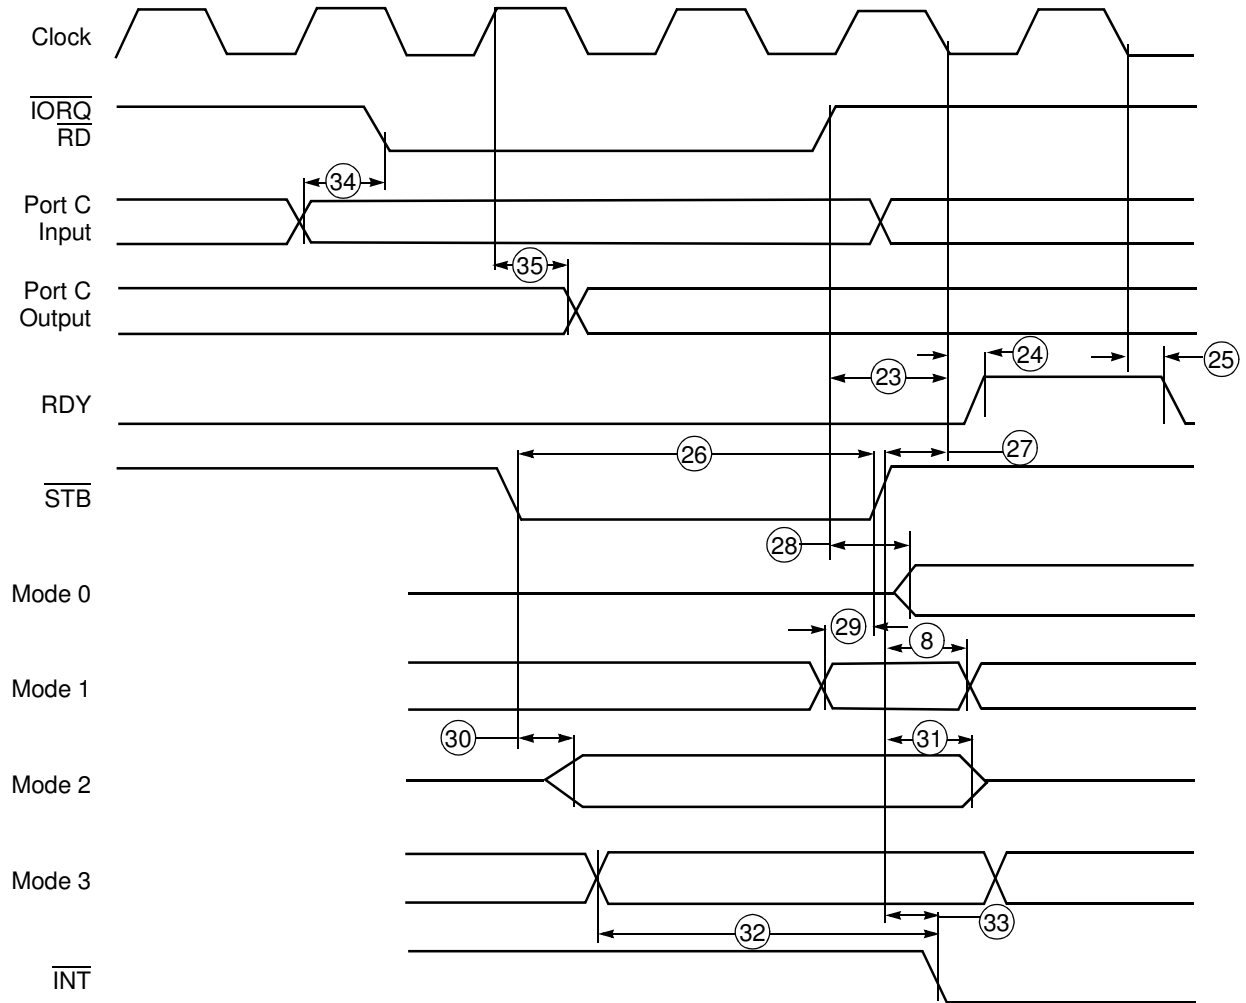 Clock
IORQ
RD
34
Port C
Input
35
Port C
Output
24
25
23
RDY
27
26
STB
28
Mode 0
29
8
Mode 1
30
31
Mode 2
Mode 3
33
32
INT